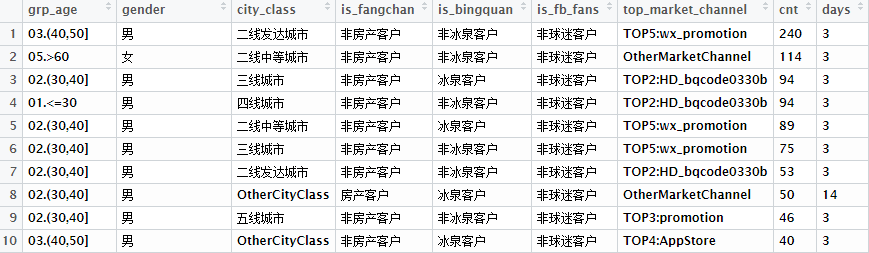 grp_age gender city_class is_fangchan is_bingquan is_fb_fans top_market_channel cnt days
1 03.(40,50] 男 二线发达城市 非房产客户 非冰泉客户 非球迷客户 TOP5:wx_promotion 240 3
2 05.>60 女 二线中等城市 非房产客户 非冰泉客户 非球迷客户 OtherMarketChannel 114 3
3 02.(30,40] 男 三线城市 非房产客户 冰泉客户 非球迷客户 TOP2:HD_bqcode0330b 94 3
4 01.<=30 男 四线城市 非房产客户 非冰泉客户 非球迷客户 TOP2:HD_bqcode0330b 94 3
5 02.(30,40] 男 二线中等城市 非房产客户 冰泉客户 非球迷客户 TOP5:wx_promotion 89 3
6 02.(30,40] 男 三线城市 非房产客户 非冰泉客户 非球迷客户 TOP5:wx_promotion 75 3
7 02.(30,40] 男 二线发达城市 非房产客户 冰泉客户 非球迷客户 TOP2:HD_bqcode0330b 53 3
8 02.(30,40] 男 OtherCityClass 房产客户 非冰泉客户 非球迷客户 OtherMarketChannel 50 14
9 02.(30,40] 男 五线城市 非房产客户 非冰泉客户 非球迷客户 TOP3:promotion 46 3
10 03.(40,50] 男 OtherCityClass 非房产客户 冰泉客户 非球迷客户 TOP4:AppStore 40 3